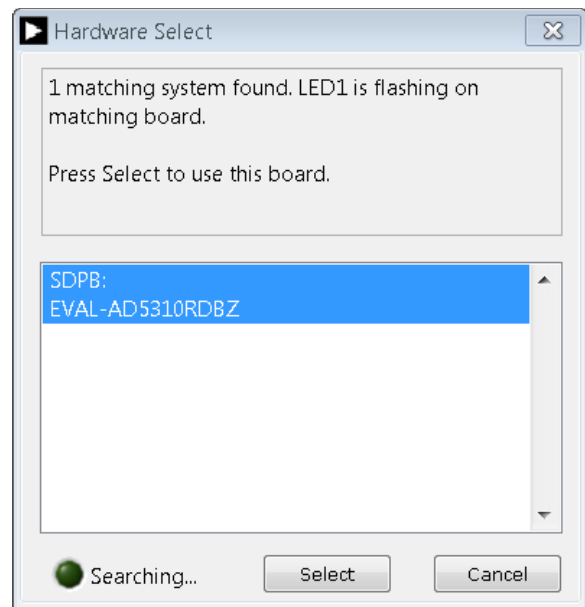 Hardware Select
1 matching system found. LED1 is flashing on
matching board.
Press Select to use this board.
SDPB:
EVAL-AD5310RDBZ
Searching...
Select
Cancel